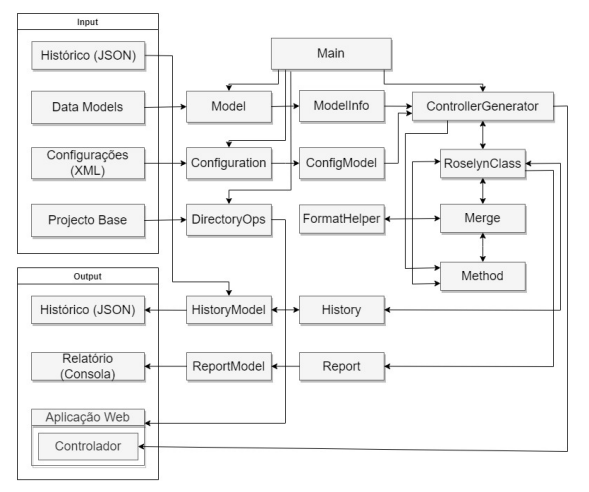 Input
Histórico (JSON)
Main
Data Models
Model
ModelInfo
ControllerGenerator
Configurações
(XML)
Configuration
ConfigModel
RoselynClass
Projecto Base
DirectoryOps
FormatHelper
Merge
Method
Output
Histórico (JSON)
HistoryModel
History
Relatório
(Consola)
ReportModel
Report
Aplicação Web
Controlador